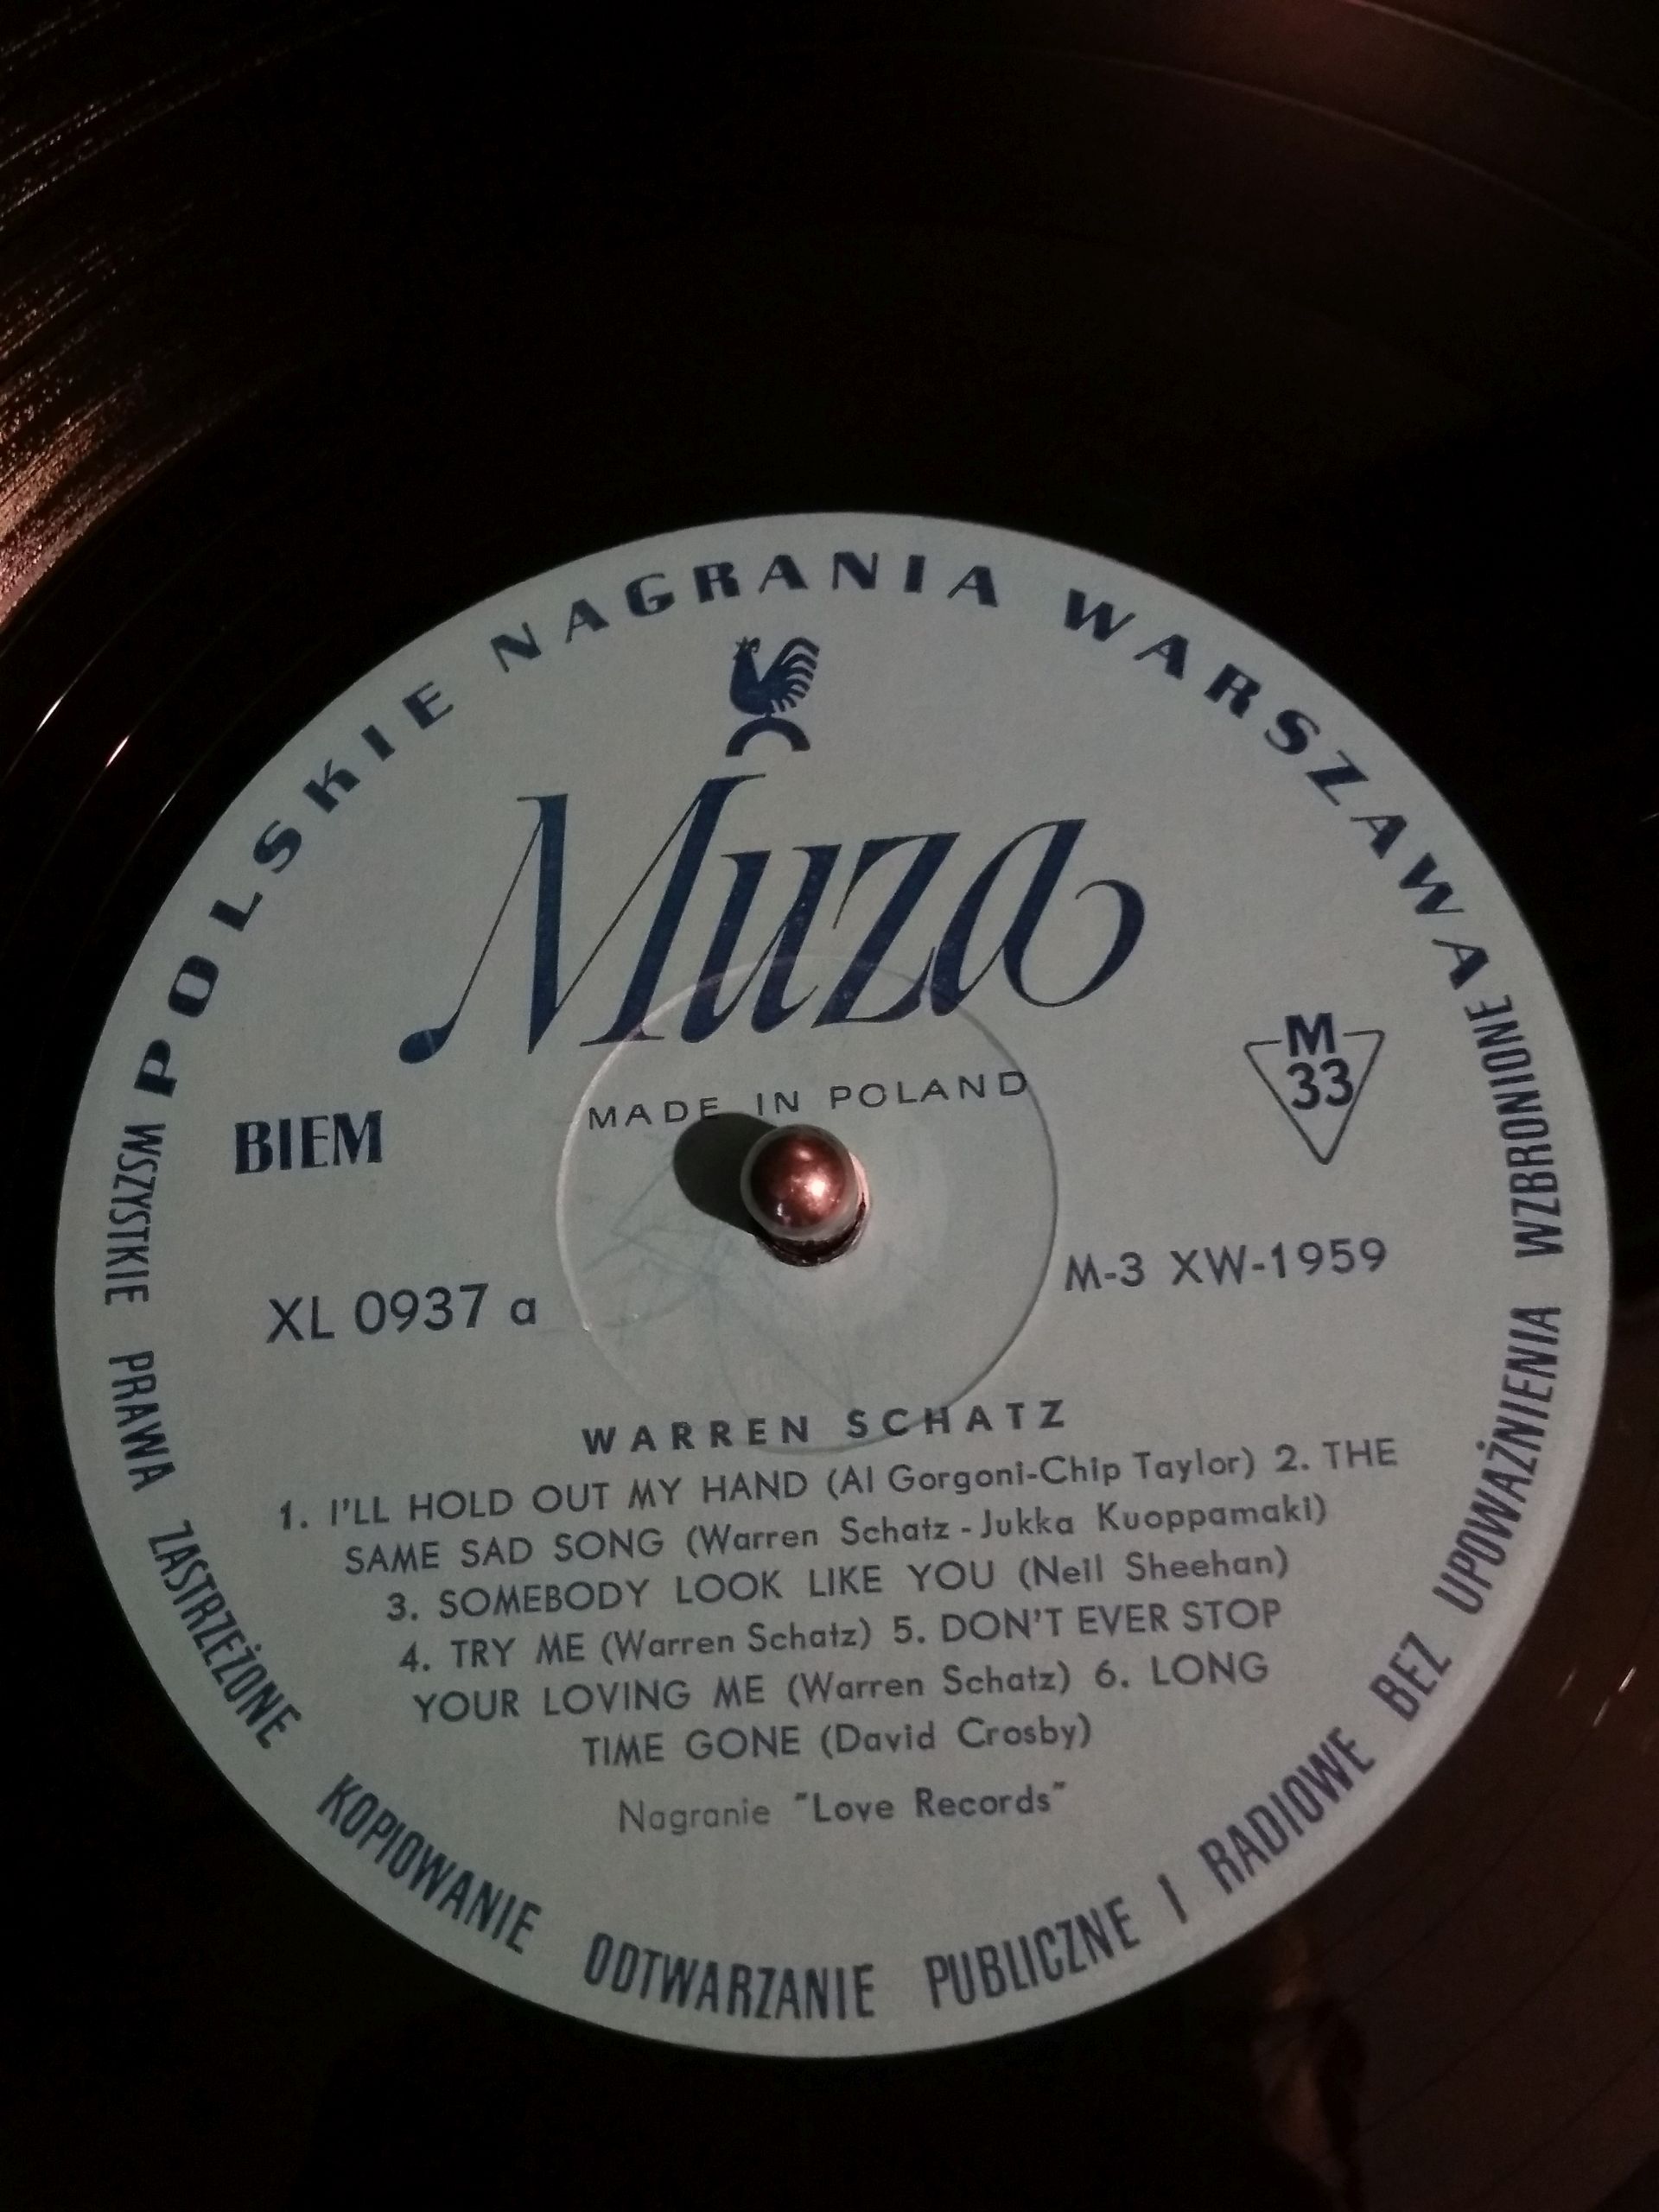 POLSKIE NAGRANIA WARSZAWA
Muza
MADE IN POLAND
BIEM
M
33
XL 0937 a
M-3 XW-1959
WARREN SCHATZ
1. I'LL HOLD OUT MY HAND (Al Gorgoni-Chip Taylor) 2. THE
SAME SAD SONG (Warren Schatz - Jukka Kuoppamaki)
3. SOMEBODY LOOK LIKE YOU (Neil Sheehan)
4. TRY ME (Warren Schatz) 5. DON'T EVER STOP
YOUR LOVING ME (Warren Schatz) 6. LONG
TIME GONE (David Crosby)
Nagranie "Love Records"
WSZYSTKIE PRAWA ZASTRZEŻONE KOPIOWANIE ODTWARZANIE PUBLICZNE I RADIOWE BEZ UPOWAŻNIENIA WZBRONIONE